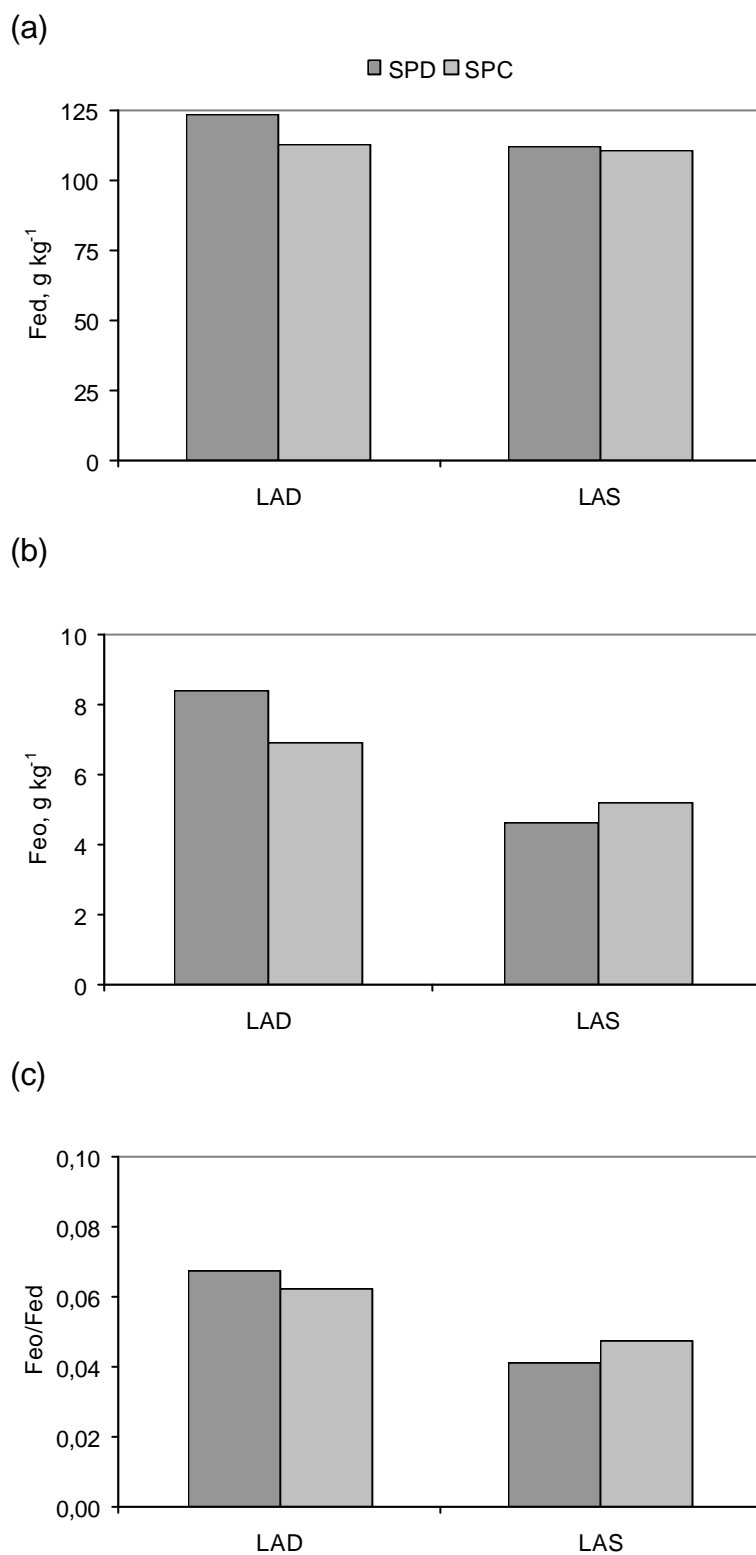 (a)
SPD SPC
125
100
75
50
25
0
Fed, g kg⁻¹
LAD LAS
(b)
10
8
6
4
2
0
Feo, g kg⁻¹
LAD LAS
(c)
0,10
0,08
0,06
0,04
0,02
0,00
Feo/Fed
LAD LAS